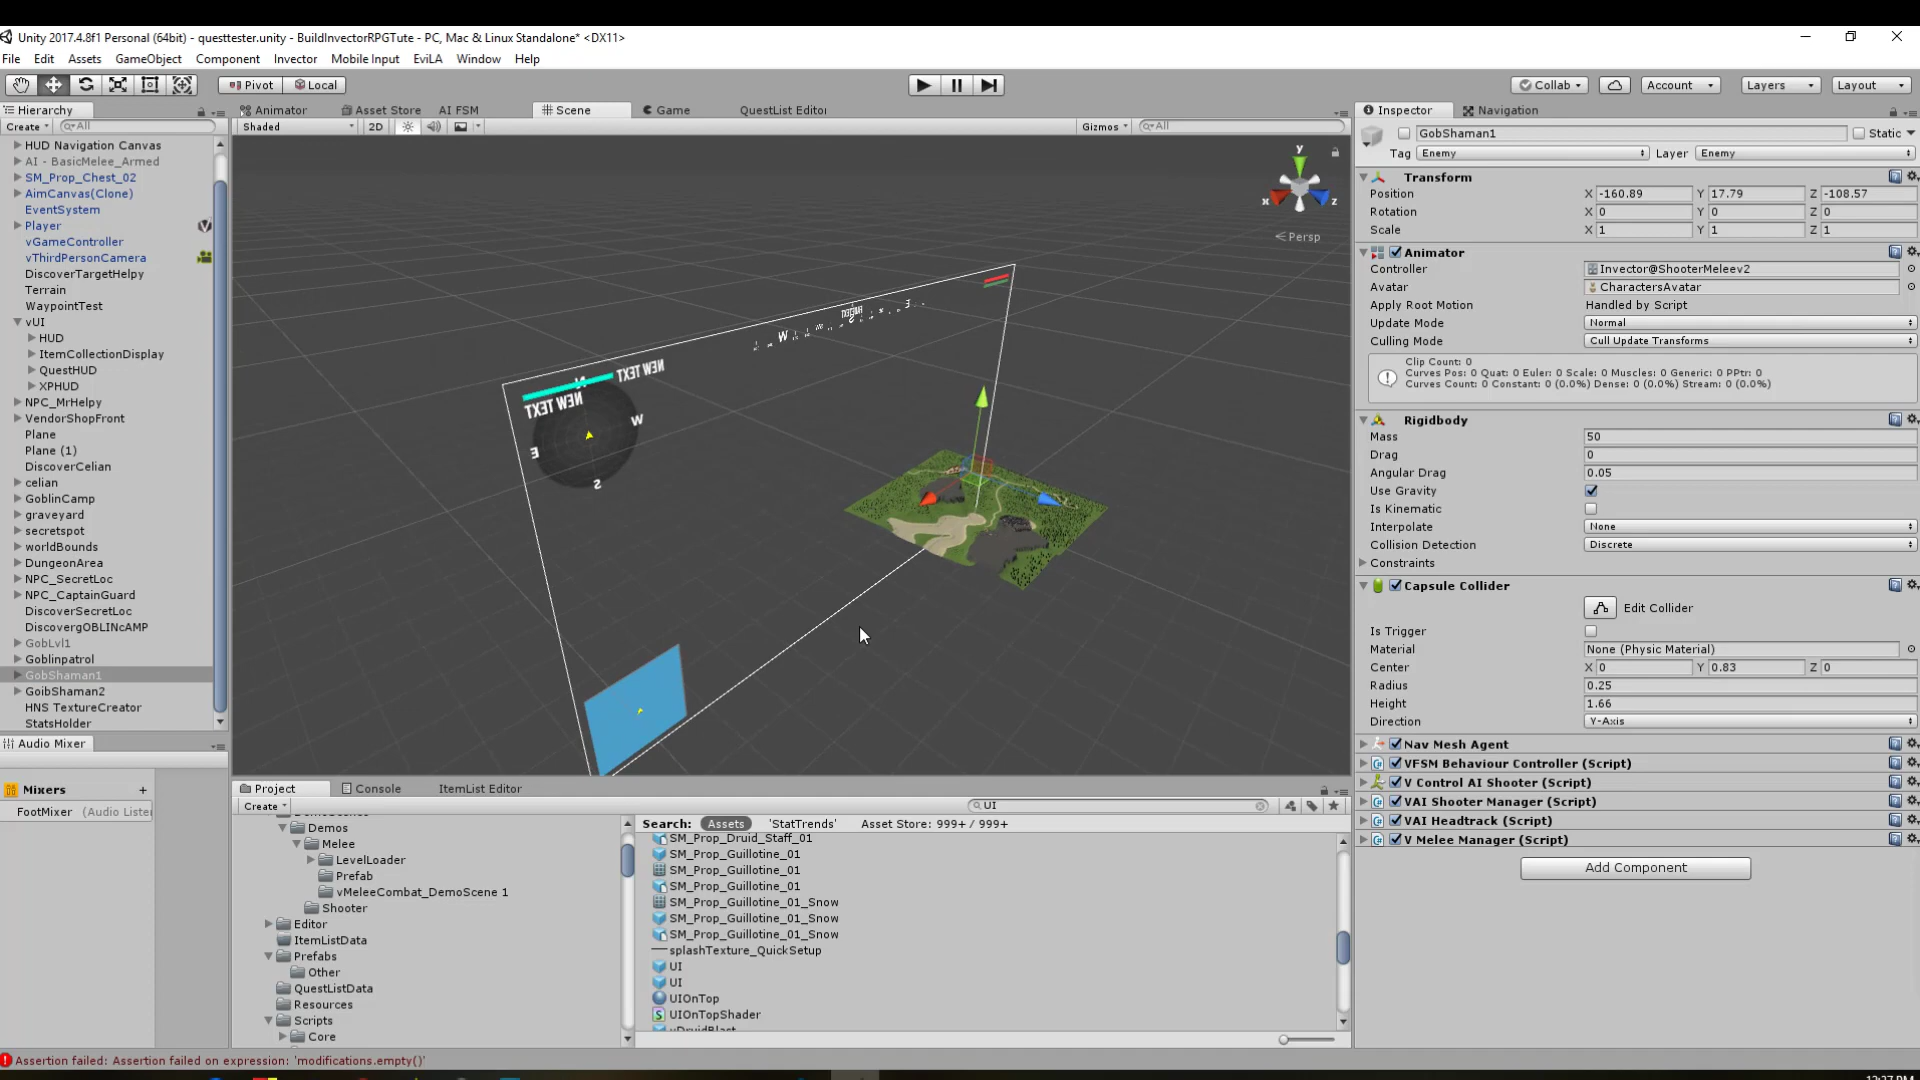 Unity 2017.4.8f1 Personal (64bit) - questtester.unity - BuildInvectorRPGTute - PC, Mac & Linux Standalone* <DX11>
File Edit Assets GameObject Component Invector Mobile Input EviLA Window Help
Pivot Local Collab Account Layers Layout
Hierarchy
Create All
HUD Navigation Canvas
AI - BasicMelee_Armed
SM_Prop_Chest_02
AimCanvas(Clone)
EventSystem
Player
vGameController
vThirdPersonCamera
DiscoverTargetHelpy
Terrain
WaypointTest
vUI
HUD
ItemCollectionDisplay
QuestHUD
XPHUD
NPC_MrHelpy
VendorShopFront
Plane
Plane (1)
DiscoverCelian
celian
GoblinCamp
graveyard
secretspot
worldBounds
DungeonArea
NPC_SecretLoc
NPC_CaptainGuard
DiscoverSecretLoc
DiscovergOBLINcAMP
GobLvl1
Goblinpatrol
GobShaman1
GoibShaman2
HNS TextureCreator
StatsHolder
Audio Mixer
Mixers +
FootMixer (Audio Lister
Animator Asset Store AI FSM Scene Game QuestList Editor
Shaded 2D Gizmos All
y
x z
Persp
E
W
S
NEW TEXT
NEW TEXT
W
E
S
Project Console ItemList Editor
Create UI
Demos
Melee
LevelLoader
Prefab
vMeleeCombat_DemoScene 1
Shooter
Editor
ItemListData
Prefabs
Other
QuestListData
Resources
Scripts
Core
Search: Assets 'StatTrends' Asset Store: 999+ / 999+
SM_Prop_Druid_Staff_01
SM_Prop_Guillotine_01
SM_Prop_Guillotine_01
SM_Prop_Guillotine_01
SM_Prop_Guillotine_01_Snow
SM_Prop_Guillotine_01_Snow
SM_Prop_Guillotine_01_Snow
splashTexture_QuickSetup
UI
UI
UIOnTop
UIOnTopShader
vDruidBlast
Inspector Navigation
GobShaman1 Static
Tag Enemy Layer Enemy
Transform
Position X -160.89 Y 17.79 Z -108.57
Rotation X 0 Y 0 Z 0
Scale X 1 Y 1 Z 1
Animator
Controller Invector@ShooterMeleev2
Avatar CharactersAvatar
Apply Root Motion Handled by Script
Update Mode Normal
Culling Mode Cull Update Transforms
Clip Count: 0
Curves Pos: 0 Quat: 0 Euler: 0 Scale: 0 Muscles: 0 Generic: 0 PPtr: 0
Curves Count: 0 Constant: 0 (0.0%) Dense: 0 (0.0%) Stream: 0 (0.0%)
Rigidbody
Mass 50
Drag 0
Angular Drag 0.05
Use Gravity
Is Kinematic
Interpolate None
Collision Detection Discrete
Constraints
Capsule Collider
Edit Collider
Is Trigger
Material None (Physic Material)
Center X 0 Y 0.83 Z 0
Radius 0.25
Height 1.66
Direction Y-Axis
Nav Mesh Agent
VFSM Behaviour Controller (Script)
V Control AI Shooter (Script)
VAI Shooter Manager (Script)
VAI Headtrack (Script)
V Melee Manager (Script)
Add Component
Assertion failed: Assertion failed on expression: 'modifications.empty()'